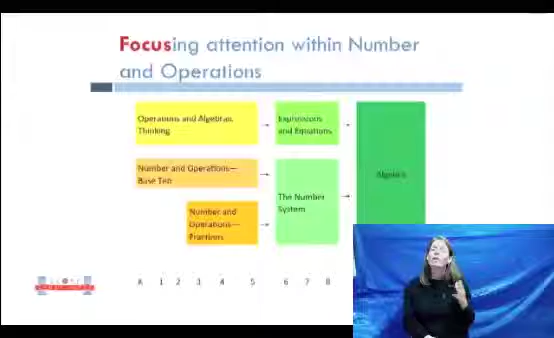 Focusing attention within Number
and Operations
Operations and Algebraic
Thinking
Expressions
and Equations
Number and Operations—
Base Ten
The Number
System
Number and
Operations—
Fractions
Algebra
K 1 2 3 4 5 6 7 8